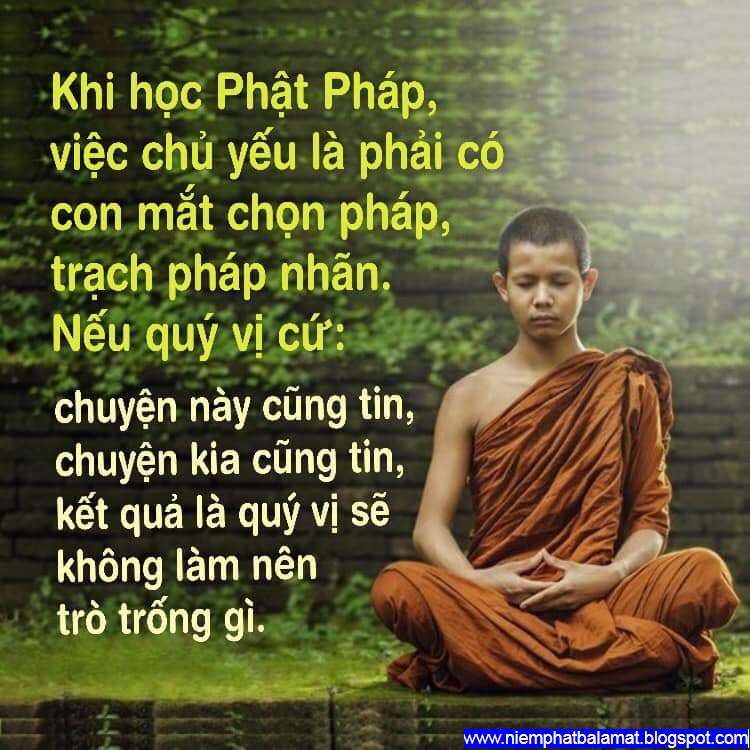 Khi học Phật Pháp,
việc chủ yếu là phải có
con mắt chọn pháp,
trạch pháp nhãn.
Nếu quý vị cứ:
chuyện này cũng tin,
chuyện kia cũng tin,
kết quả là quý vị sẽ
không làm nên
trò trống gì.
www.niemphatbalamat.blogspot.com